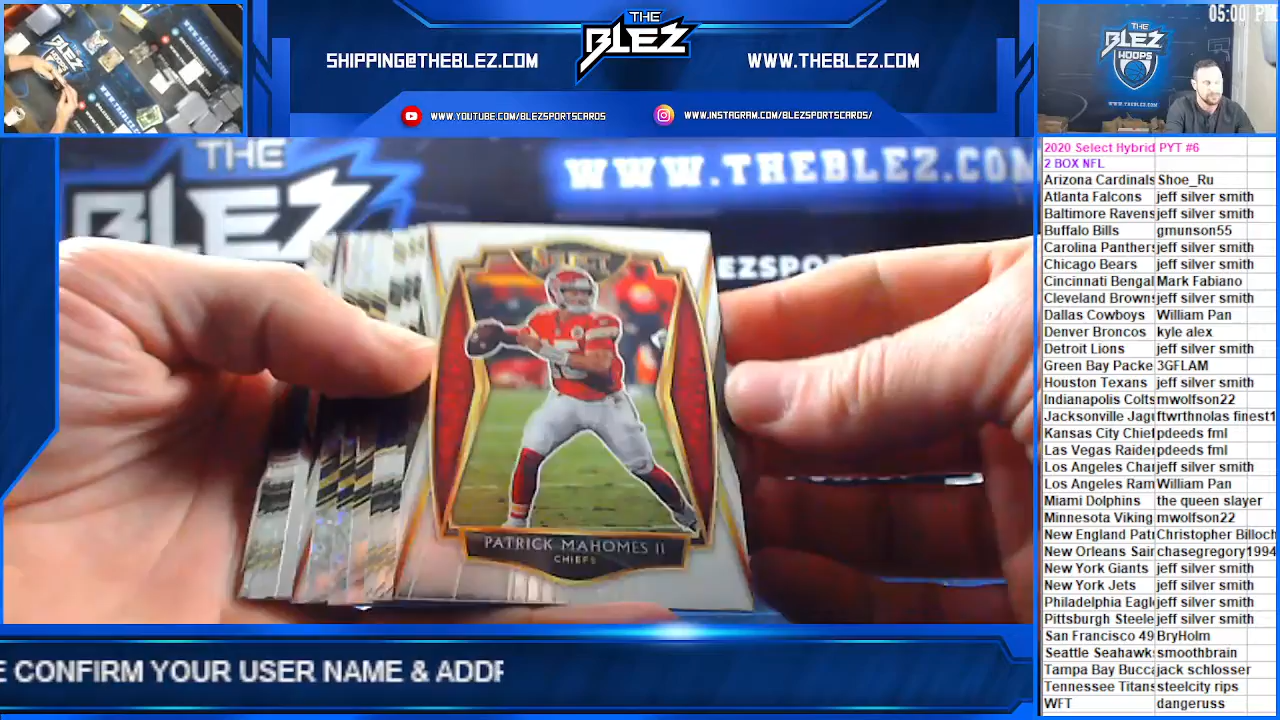 THE
BLEZ
SHIPPING@THEBLEZ.COM
WWW.THEBLEZ.COM
WWW.YOUTUBE.COM/BLEZSPORTSCARDS
WWW.INSTAGRAM.COM/BLEZSPORTSCARDS/
05:00 PM
THE
BLEZ
HOOPS
WWW.THEBLEZ.COM
THE
BLEZ
WWW.THEBLEZ.COM
EZSPO
SELECT
PATRICK MAHOMES II
CHIEFS
E CONFIRM YOUR USER NAME & ADDR
2020 Select Hybrid PYT #6
2 BOX NFL
Arizona Cardinals Shoe_Ru
Atlanta Falcons jeff silver smith
Baltimore Ravens jeff silver smith
Buffalo Bills gmunson55
Carolina Panther jeff silver smith
Chicago Bears jeff silver smith
Cincinnati Bengal Mark Fabiano
Cleveland Browns jeff silver smith
Dallas Cowboys William Pan
Denver Broncos kyle alex
Detroit Lions jeff silver smith
Green Bay Packe 3GFLAM
Houston Texans jeff silver smith
Indianapolis Colts mwolfson22
Jacksonville Jagu ftwrthnolas finest1
Kansas City Chief pdeeds fml
Las Vegas Raide pdeeds fml
Los Angeles Char jeff silver smith
Los Angeles Ram William Pan
Miami Dolphins the queen slayer
Minnesota Viking mwolfson22
New England Patr Christopher Billoch
New Orleans Sain chasegregory1994
New York Giants jeff silver smith
New York Jets jeff silver smith
Philadelphia Eagl jeff silver smith
Pittsburgh Steele jeff silver smith
San Francisco 49 BryHolm
Seattle Seahawk smoothbrain
Tampa Bay Bucca jack schlosser
Tennessee Titans steelcity rips
WFT dangeruss